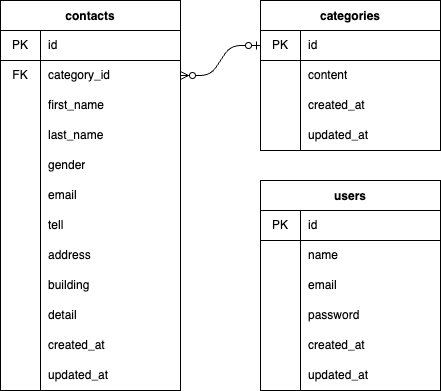 contacts
PK id
FK category_id
first_name
last_name
gender
email
tell
address
building
detail
created_at
updated_at
categories
PK id
content
created_at
updated_at
users
PK id
name
email
password
created_at
updated_at